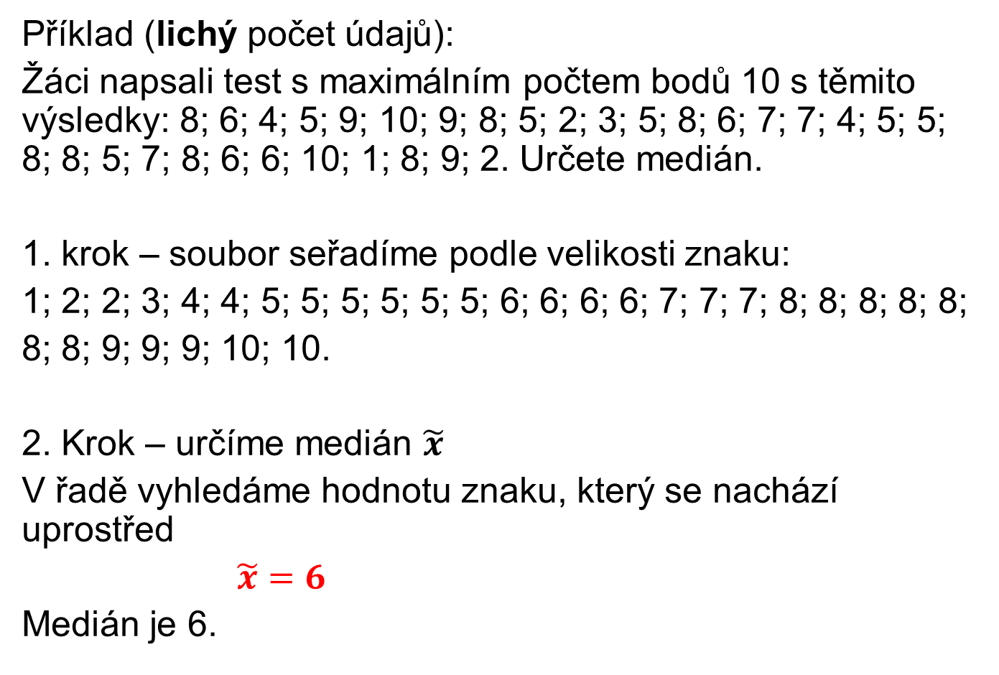 Příklad (lichý počet údajů):
Žáci napsali test s maximálním počtem bodů 10 s těmito
výsledky: 8; 6; 4; 5; 9; 10; 9; 8; 5; 2; 3; 5; 8; 6; 7; 7; 4; 5; 5;
8; 8; 5; 7; 8; 6; 6; 10; 1; 8; 9; 2. Určete medián.
1. krok – soubor seřadíme podle velikosti znaku:
1; 2; 2; 3; 4; 4; 5; 5; 5; 5; 5; 5; 6; 6; 6; 6; 7; 7; 7; 8; 8; 8; 8; 8;
8; 8; 9; 9; 9; 10; 10.
2. Krok – určíme medián x̃
V řadě vyhledáme hodnotu znaku, který se nachází
uprostřed
x̃ = 6
Medián je 6.